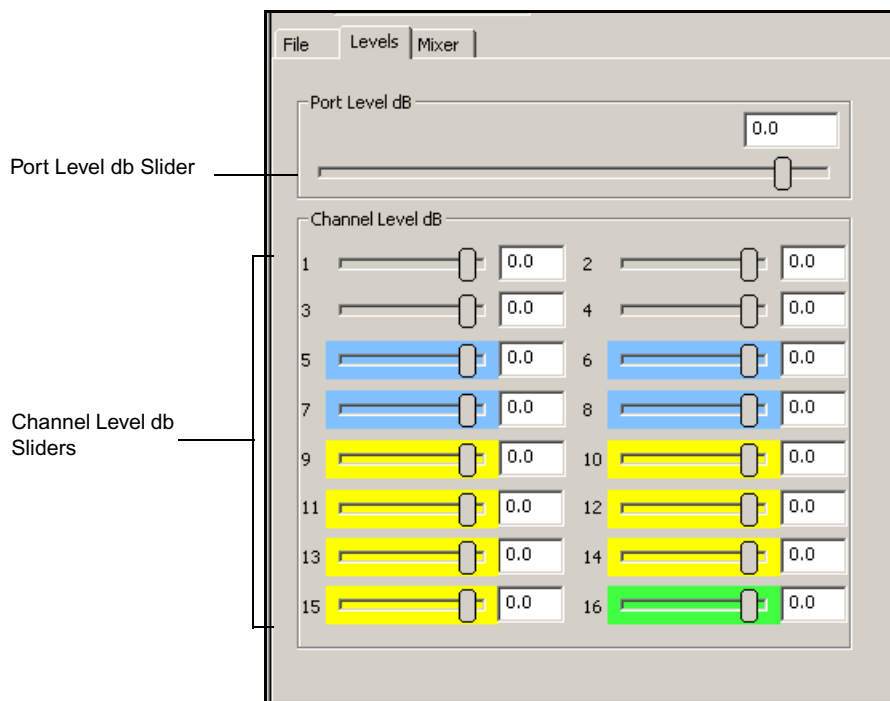 File Levels Mixer
Port Level dB
0.0
Port Level db Slider
Channel Level dB
1 0.0 2 0.0
3 0.0 4 0.0
5 0.0 6 0.0
7 0.0 8 0.0
Channel Level db
Sliders
9 0.0 10 0.0
11 0.0 12 0.0
13 0.0 14 0.0
15 0.0 16 0.0